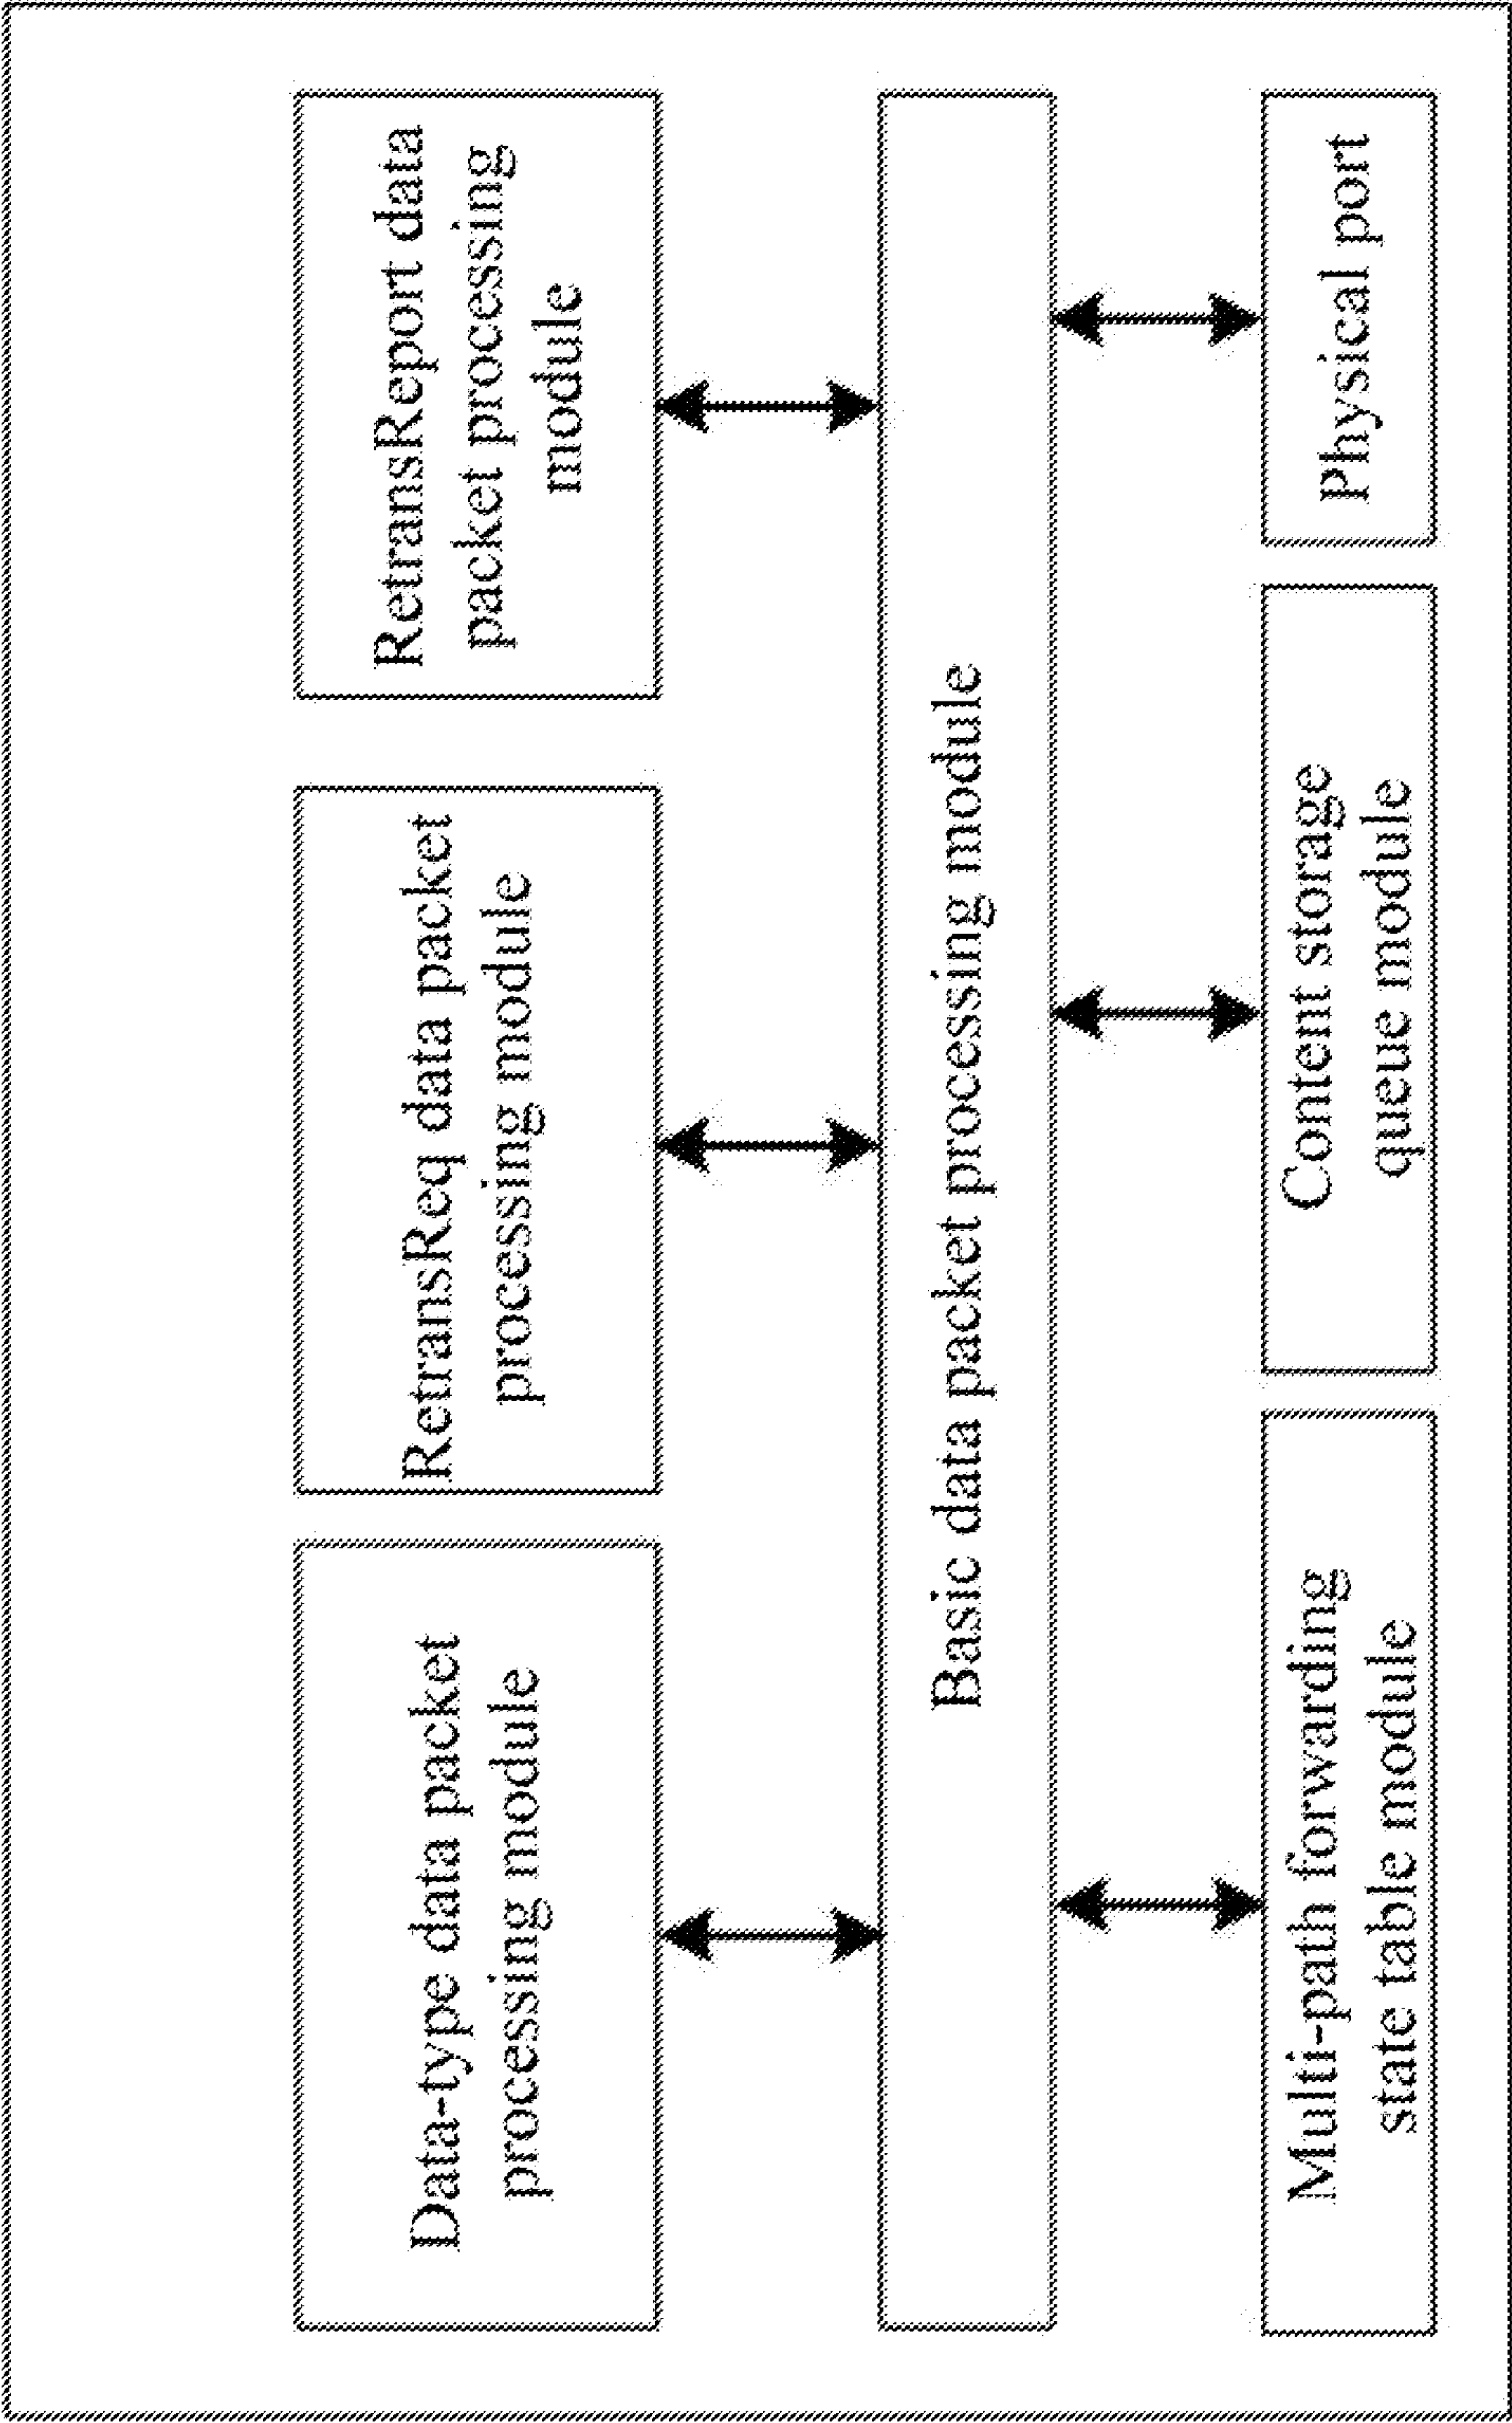 Data-type data packet
processing module
RetransReq data packet
processing module
RetransReport data
packet processing
module
Basic data packet processing module
Multi-path forwarding
state table module
Content storage
queue module
Physical port